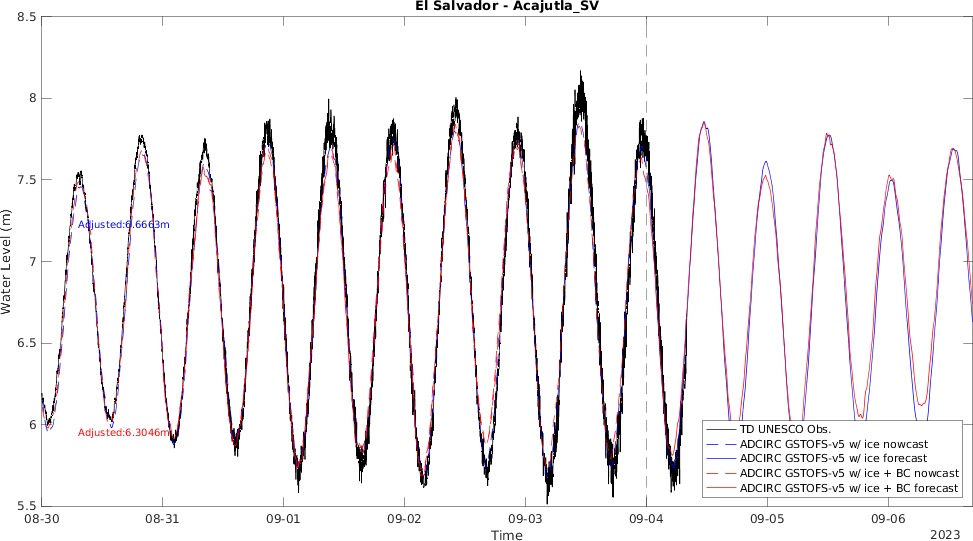 El Salvador - Acajutla_SV
8.5
8
7.5
7
6.5
6
5.5
Water Level (m)
Adjusted:6.6663m
Adjusted:6.3046m
TD UNESCO Obs.
ADCIRC GSTOFS-v5 w/ ice nowcast
ADCIRC GSTOFS-v5 w/ ice forecast
ADCIRC GSTOFS-v5 w/ ice + BC nowcast
ADCIRC GSTOFS-v5 w/ ice + BC forecast
08-30 08-31 09-01 09-02 09-03 09-04 09-05 09-06
Time
2023